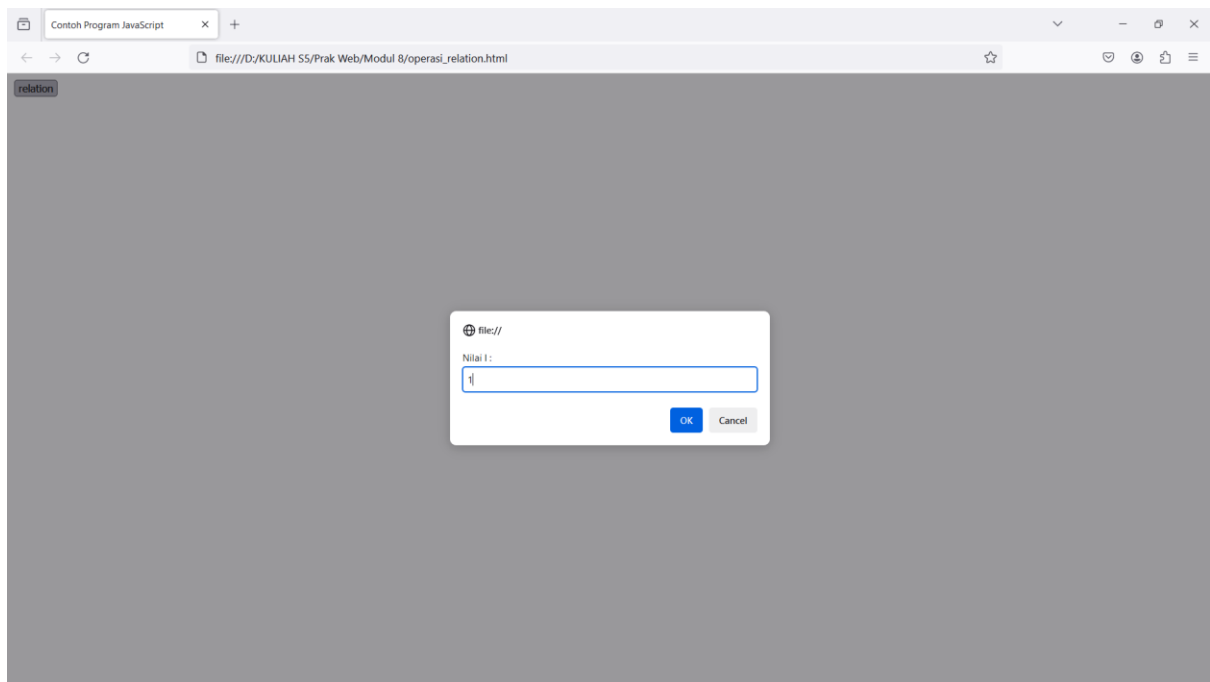 Contoh Program JavaScript
file:///D:/KULIAH S5/Prak Web/Modul 8/operasi_relation.html
relation
file://
Nilai I :
1
OK Cancel